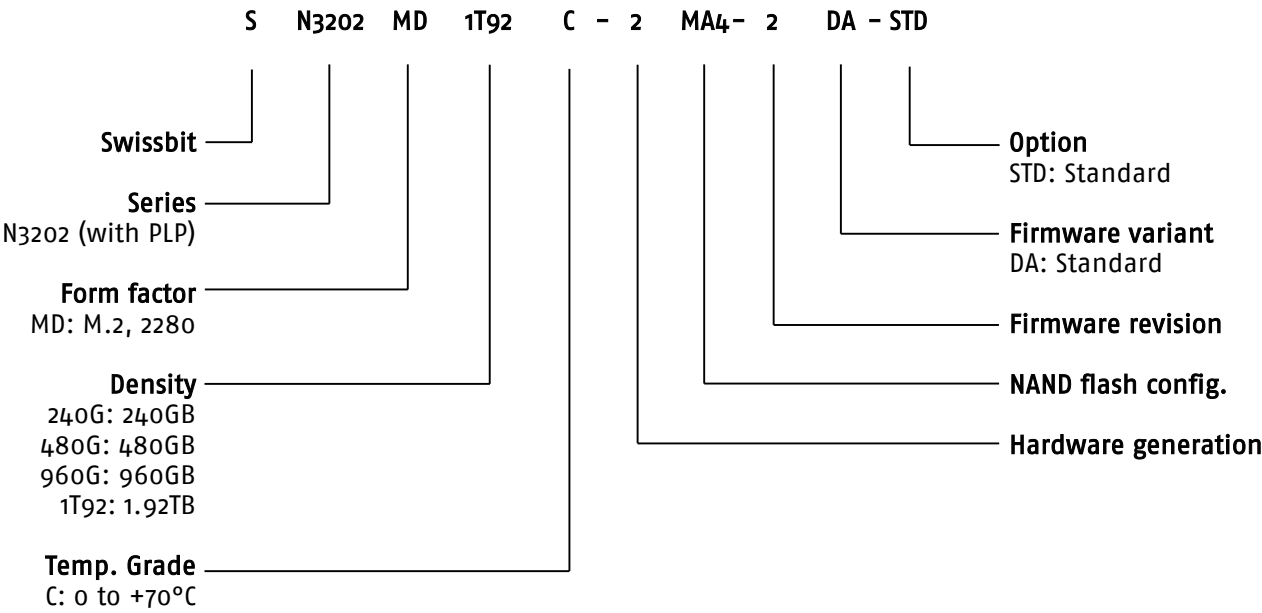 S N3202 MD 1T92 C – 2 MA4– 2 DA – STD
Swissbit
Series
N3202 (with PLP)
Form factor
MD: M.2, 2280
Density
240G: 240GB
480G: 480GB
960G: 960GB
1T92: 1.92TB
Temp. Grade
C: 0 to +70°C
Option
STD: Standard
Firmware variant
DA: Standard
Firmware revision
NAND flash config.
Hardware generation